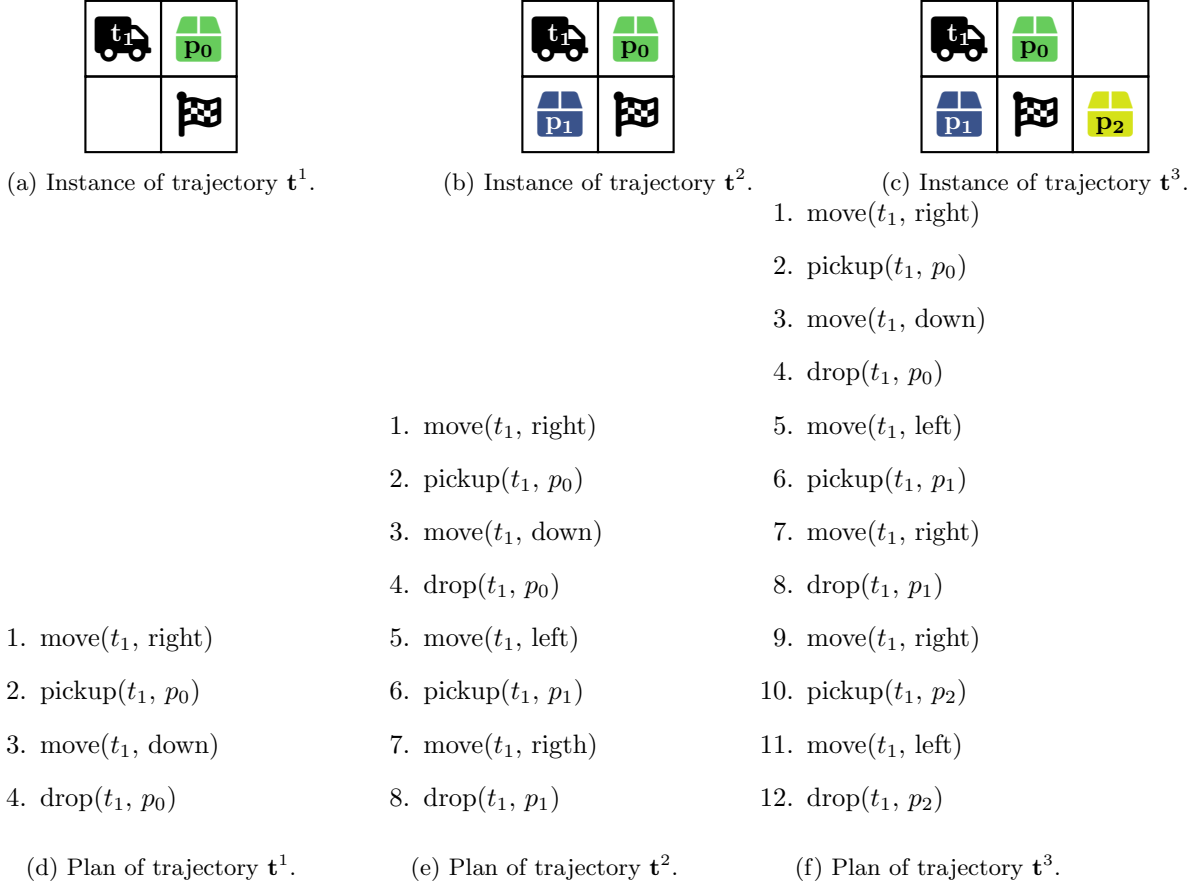 t₁ p₀
(a) Instance of trajectory t¹.
t₁ p₀
p₁
(b) Instance of trajectory t².
t₁ p₀
p₁ p₂
(c) Instance of trajectory t³.
1. move(t₁, right)
2. pickup(t₁, p₀)
3. move(t₁, down)
4. drop(t₁, p₀)
(d) Plan of trajectory t¹.
1. move(t₁, right)
2. pickup(t₁, p₀)
3. move(t₁, down)
4. drop(t₁, p₀)
5. move(t₁, left)
6. pickup(t₁, p₁)
7. move(t₁, rigth)
8. drop(t₁, p₁)
(e) Plan of trajectory t².
1. move(t₁, right)
2. pickup(t₁, p₀)
3. move(t₁, down)
4. drop(t₁, p₀)
5. move(t₁, left)
6. pickup(t₁, p₁)
7. move(t₁, right)
8. drop(t₁, p₁)
9. move(t₁, right)
10. pickup(t₁, p₂)
11. move(t₁, left)
12. drop(t₁, p₂)
(f) Plan of trajectory t³.